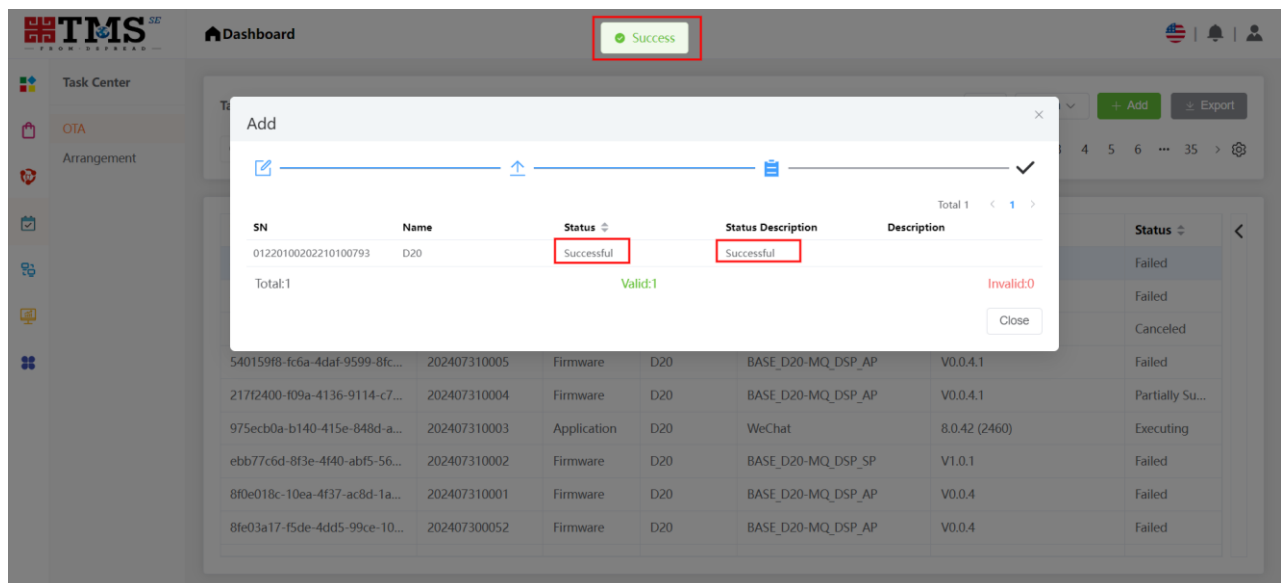 TMS SE
FROM DSPREAD
Dashboard
Success
Task Center
OTA
Arrangement
Ta
+ Add
Export
4 5 6 ··· 35 >
Add
Total 1 < 1 >
SN Name Status Status Description Description
01220100202210100793 D20 Successful Successful
Total:1 Valid:1 Invalid:0
Close
Status
Failed
Failed
Canceled
540159f8-fc6a-4daf-9599-8fc... 202407310005 Firmware D20 BASE_D20-MQ_DSP_AP V0.0.4.1 Failed
217f2400-f09a-4136-9114-c7... 202407310004 Firmware D20 BASE_D20-MQ_DSP_AP V0.0.4.1 Partially Su...
975ecb0a-b140-415e-848d-a... 202407310003 Application D20 WeChat 8.0.42 (2460) Executing
ebb77c6d-8f3e-4f40-abf5-56... 202407310002 Firmware D20 BASE_D20-MQ_DSP_SP V1.0.1 Failed
8f0e018c-10ea-4f37-ac8d-1a... 202407310001 Firmware D20 BASE_D20-MQ_DSP_AP V0.0.4 Failed
8fe03a17-f5de-4dd5-99ce-10... 202407300052 Firmware D20 BASE_D20-MQ_DSP_AP V0.0.4 Failed